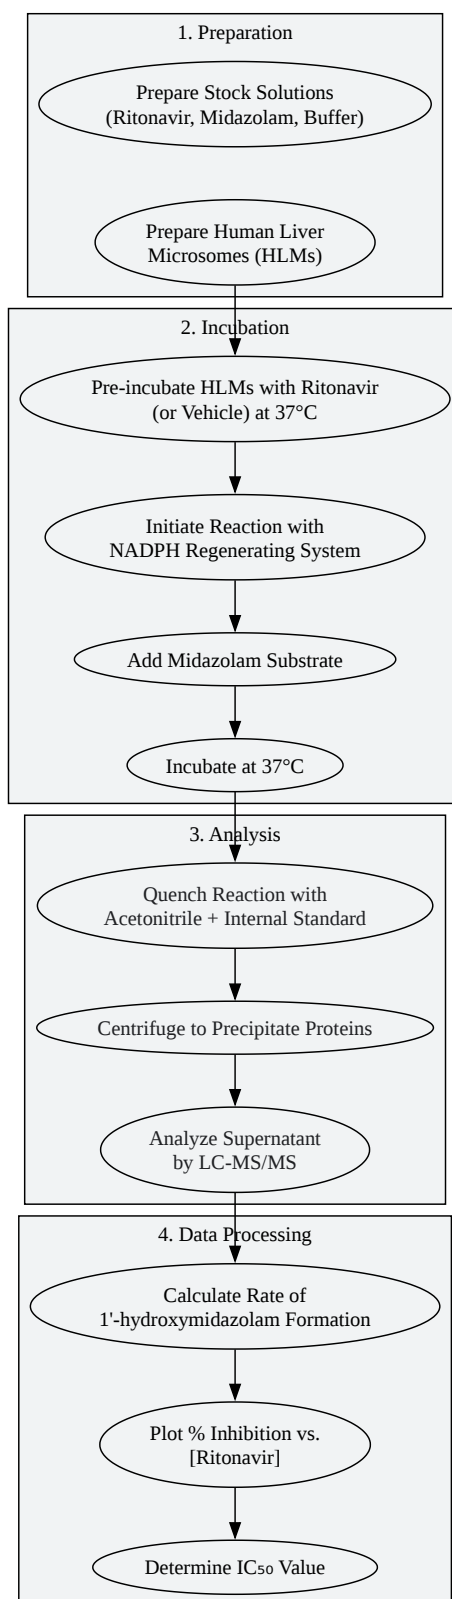 1. Preparation
Prepare Stock Solutions
(Ritonavir, Midazolam, Buffer)
Prepare Human Liver
Microsomes (HLMs)
2. Incubation
Pre-incubate HLMs with Ritonavir
(or Vehicle) at 37°C
Initiate Reaction with
NADPH Regenerating System
Add Midazolam Substrate
Incubate at 37°C
3. Analysis
Quench Reaction with
Acetonitrile + Internal Standard
Centrifuge to Precipitate Proteins
Analyze Supernatant
by LC-MS/MS
4. Data Processing
Calculate Rate of
1'-hydroxymidazolam Formation
Plot % Inhibition vs.
[Ritonavir]
Determine IC₅₀ Value